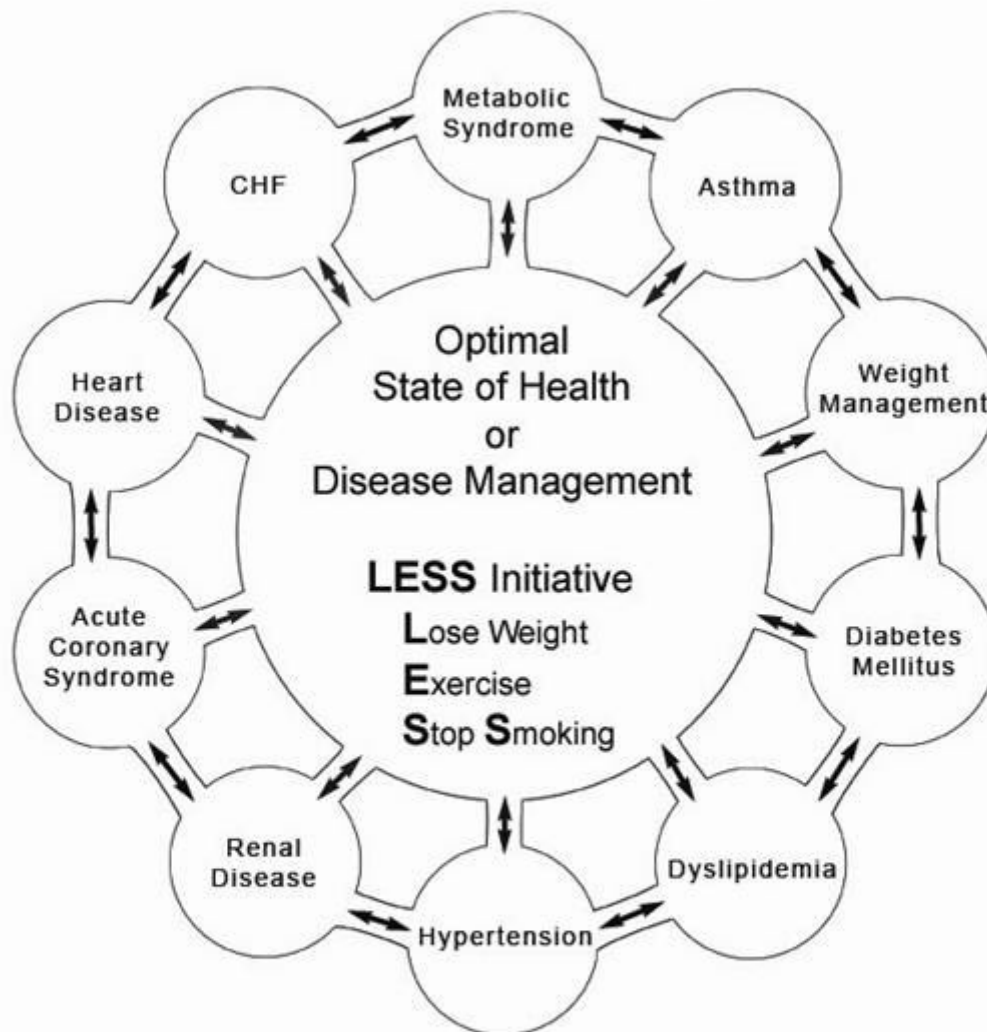 Metabolic
Syndrome
CHF
Asthma
Heart
Disease
Weight
Management
Optimal
State of Health
or
Disease Management
LESS Initiative
Lose Weight
Exercise
Stop Smoking
Acute
Coronary
Syndrome
Diabetes
Mellitus
Renal
Disease
Dyslipidemia
Hypertension